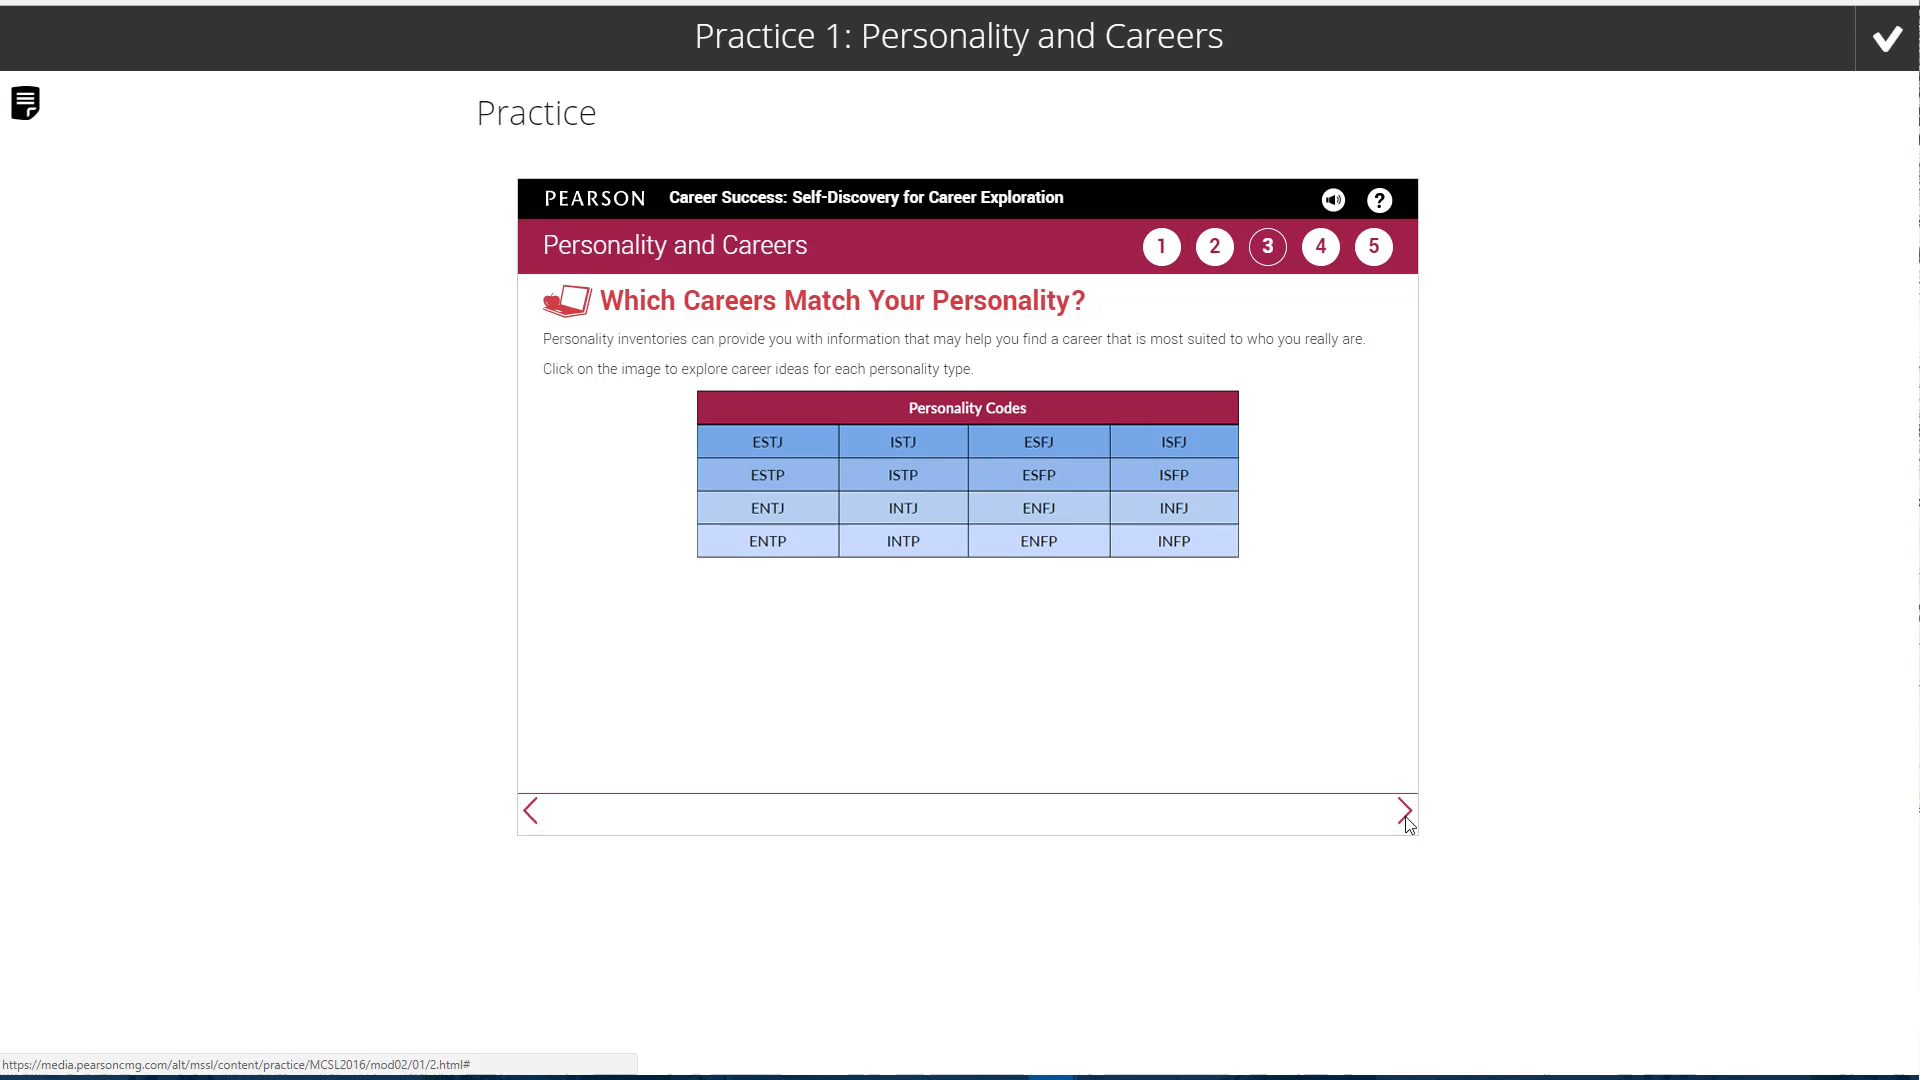 Practice 1: Personality and Careers
Practice
PEARSON Career Success: Self-Discovery for Career Exploration ?
Personality and Careers 1 2 3 4 5
Which Careers Match Your Personality?
Personality inventories can provide you with information that may help you find a career that is most suited to who you really are.
Click on the image to explore career ideas for each personality type.
Personality Codes
ESTJ ISTJ ESFJ ISFJ
ESTP ISTP ESFP ISFP
ENTJ INTJ ENFJ INFJ
ENTP INTP ENFP INFP
https://media.pearsoncmg.com/alt/mssl/content/practice/MCSL2016/mod02/01/2.html#